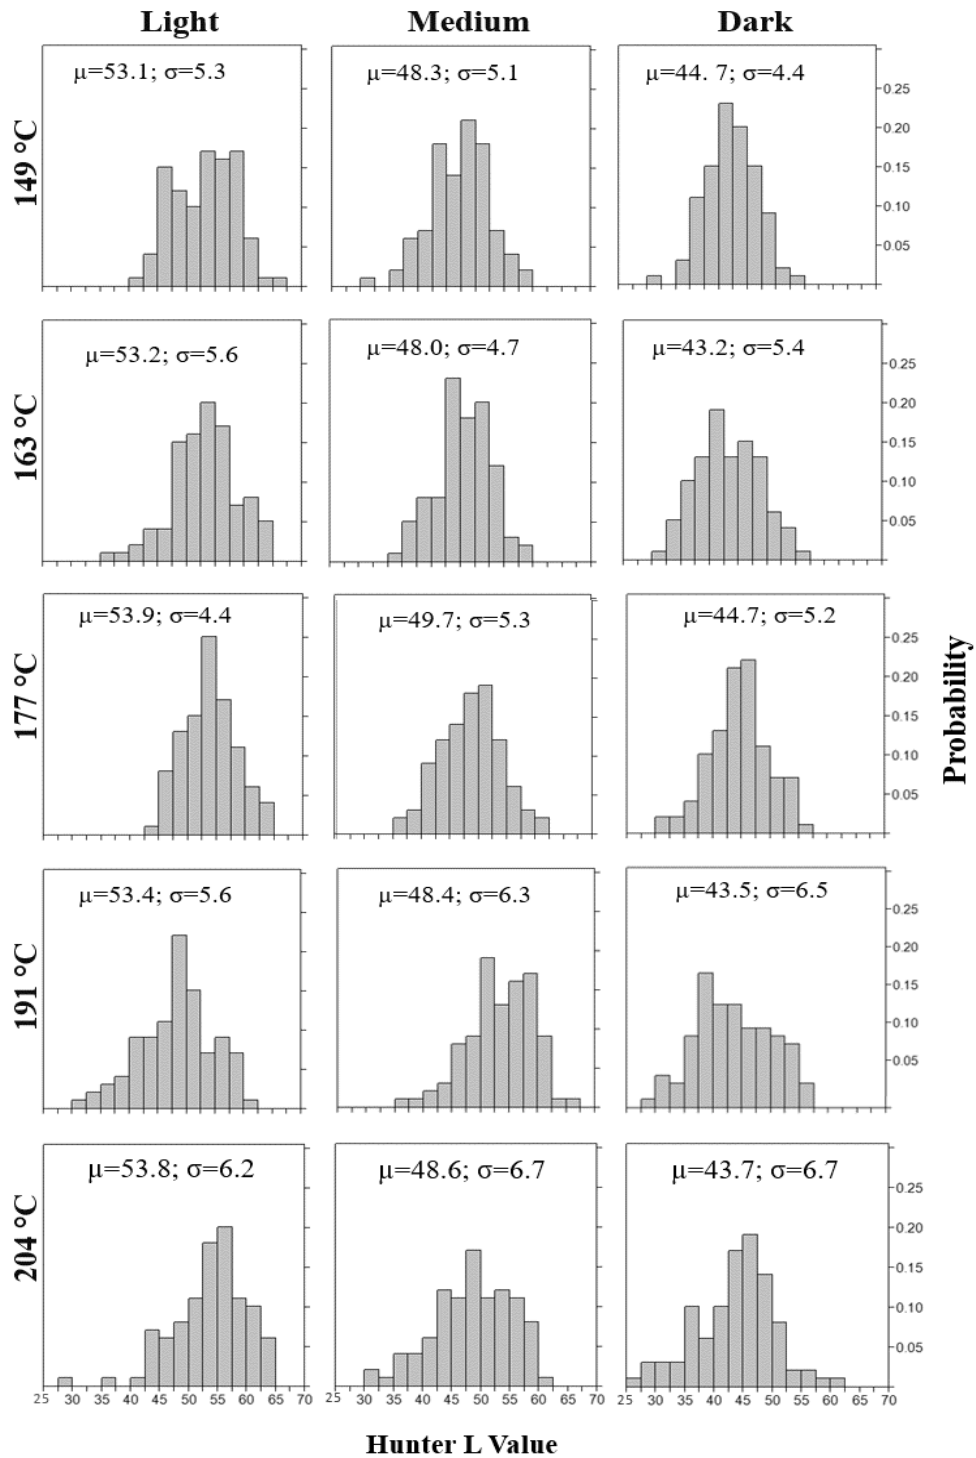 Light Medium Dark
149 °C
μ=53.1; σ=5.3 μ=48.3; σ=5.1 μ=44. 7; σ=4.4
0.25
0.20
0.15
0.10
0.05
163 °C
μ=53.2; σ=5.6 μ=48.0; σ=4.7 μ=43.2; σ=5.4
0.25
0.20
0.15
0.10
0.05
177 °C
μ=53.9; σ=4.4 μ=49.7; σ=5.3 μ=44.7; σ=5.2
0.25
0.20
0.15
0.10
0.05
Probability
191 °C
μ=53.4; σ=5.6 μ=48.4; σ=6.3 μ=43.5; σ=6.5
0.25
0.20
0.15
0.10
0.05
204 °C
μ=53.8; σ=6.2 μ=48.6; σ=6.7 μ=43.7; σ=6.7
0.25
0.20
0.15
0.10
0.05
25 30 35 40 45 50 55 60 65 70 25 30 35 40 45 50 55 60 65 70 25 30 35 40 45 50 55 60 65 70
Hunter L Value